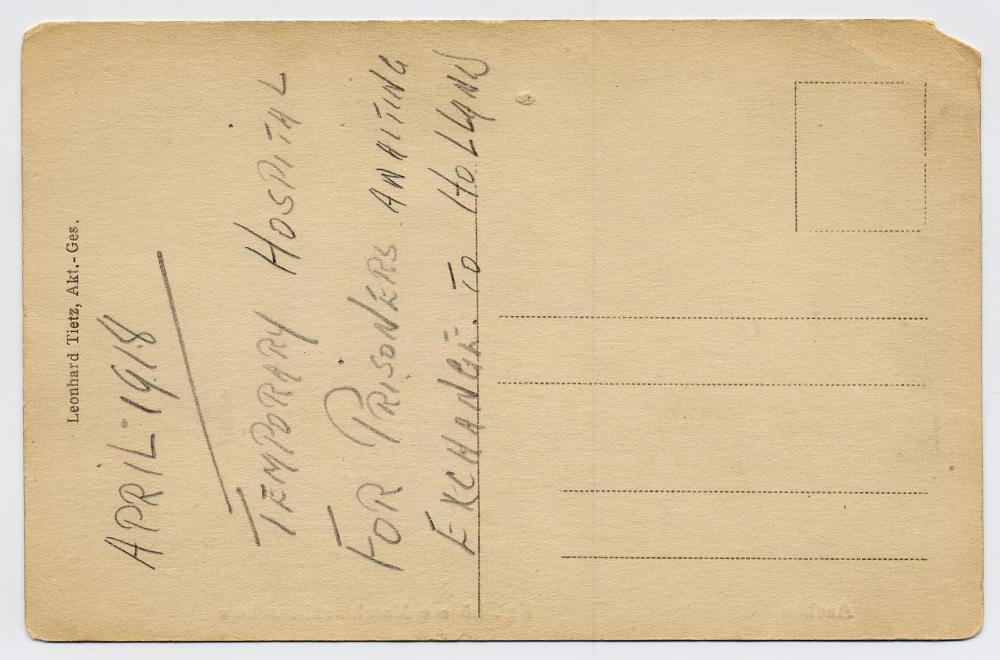 Leonhard Tietz, Akt.-Ges.
APRIL-1918
TEMPORARY HOSPITAL
FOR PRISONERS AWAITING
EXCHANGE. TO HOLLAND